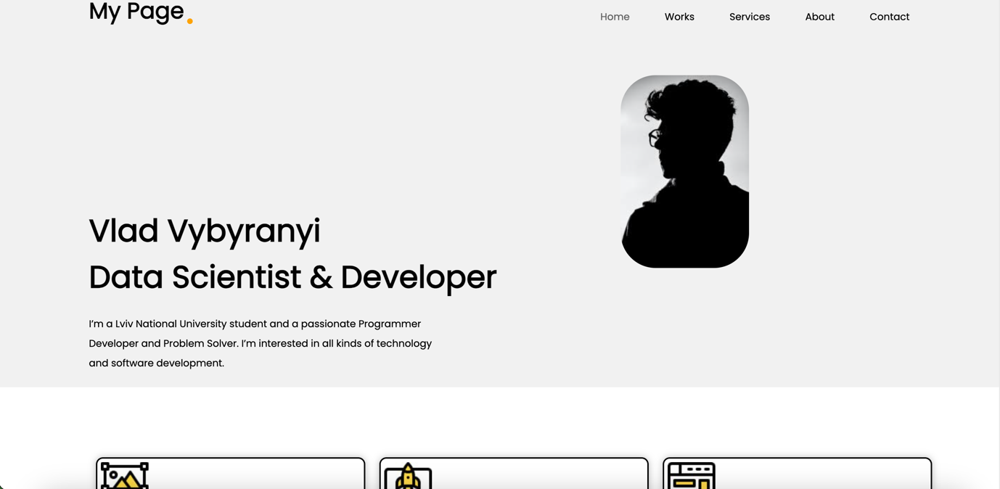 My Page.
Home Works Services About Contact
Vlad Vybyranyi
Data Scientist & Developer
I’m a Lviv National University student and a passionate Programmer
Developer and Problem Solver. I’m interested in all kinds of technology
and software development.